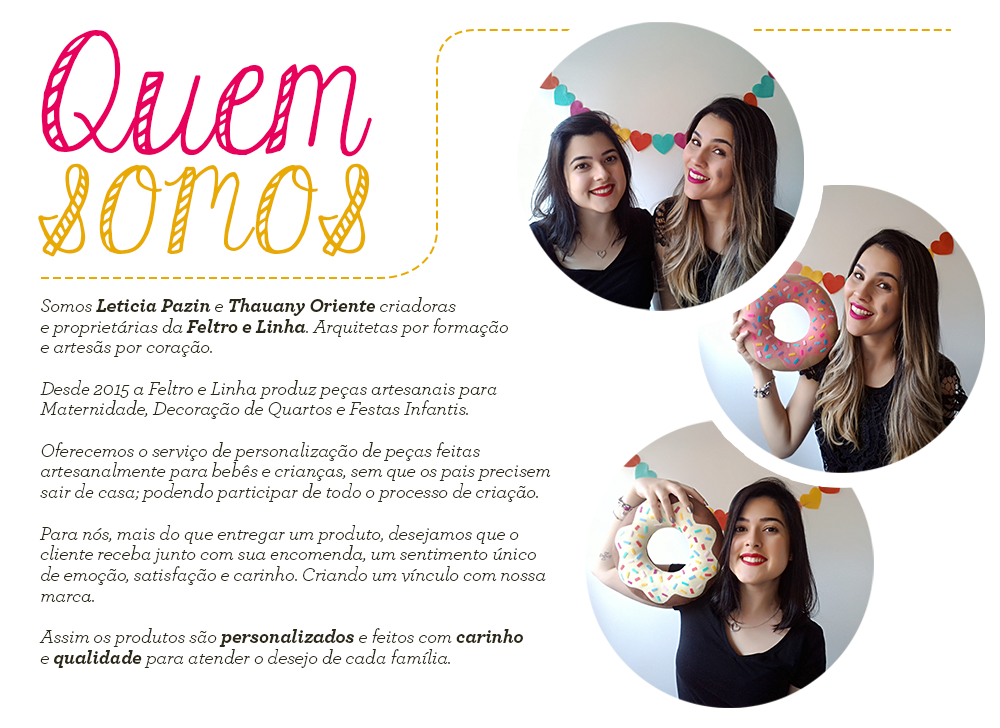 Quem
somos
Somos Leticia Pazin e Thauany Oriente criadoras
e proprietárias da Feltro e Linha. Arquitetas por formação
e artesãs por coração.
Desde 2015 a Feltro e Linha produz peças artesanais para
Maternidade, Decoração de Quartos e Festas Infantis.
Oferecemos o serviço de personalização de peças feitas
artesanalmente para bebês e crianças, sem que os pais precisem
sair de casa; podendo participar de todo o processo de criação.
Para nós, mais do que entregar um produto, desejamos que o
cliente receba junto com sua encomenda, um sentimento único
de emoção, satisfação e carinho. Criando um vínculo com nossa
marca.
Assim os produtos são personalizados e feitos com carinho
e qualidade para atender o desejo de cada família.